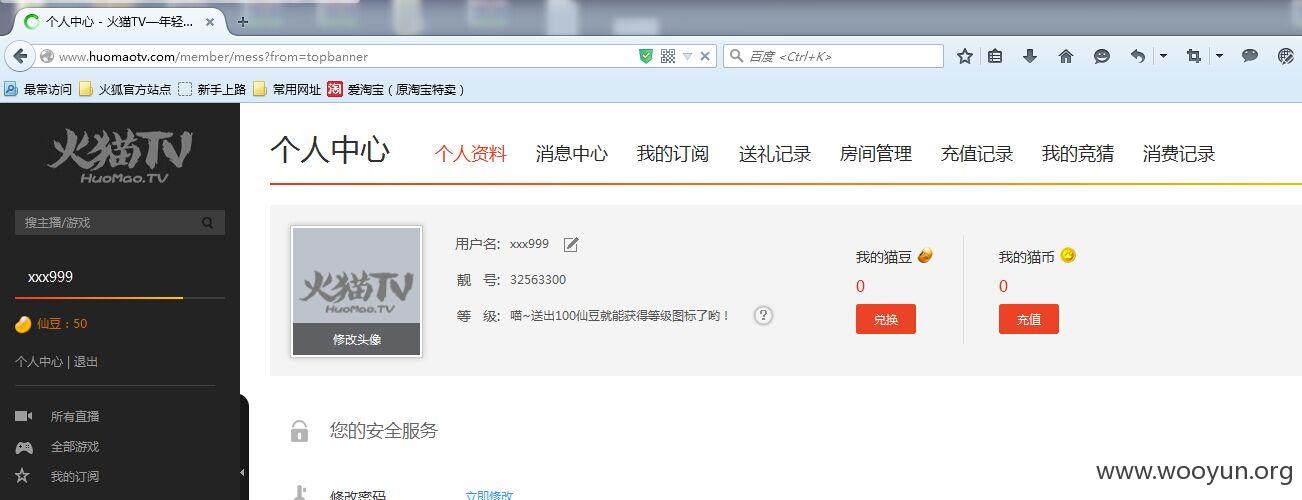 个人中心 - 火猫TV—年轻...
www.huomaotv.com/member/mess?from=topbanner
百度 <Ctrl+K>
最常访问 火狐官方站点 新手上路 常用网址 淘 爱淘宝（原淘宝特卖）
火猫TV
HuoMao.TV
搜主播/游戏
xxx999
仙豆：50
个人中心 | 退出
所有直播
全部游戏
我的订阅
个人中心 个人资料 消息中心 我的订阅 送礼记录 房间管理 充值记录 我的竞猜 消费记录
火猫TV
HuoMao.TV
修改头像
用户名: xxx999
靓 号: 32563300
等 级: 喵~送出100仙豆就能获得等级图标了哟！ ?
我的猫豆
0
兑换
我的猫币
0
充值
您的安全服务
修改密码 立即修改
www.wooyun.org